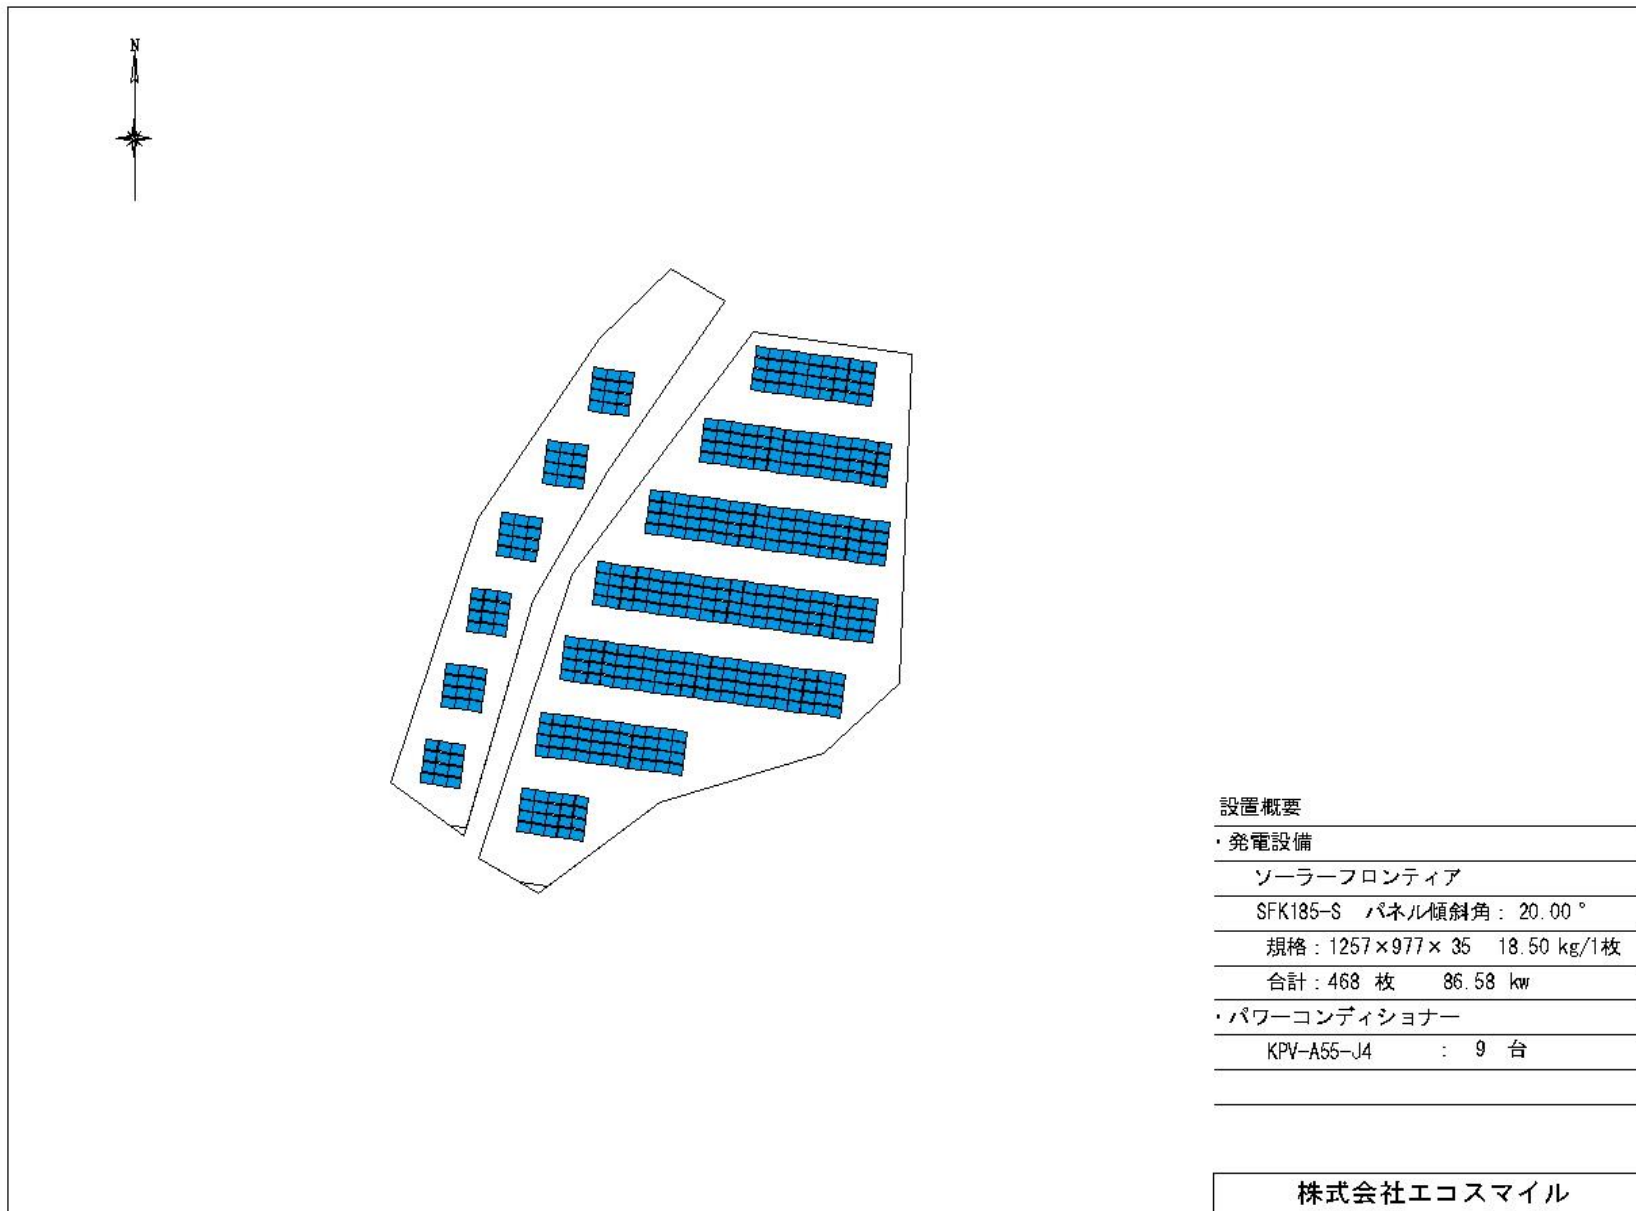 N
設置概要
・発電設備
ソーラーフロンティア
SFK185-S パネル傾斜角：20.00°
規格：1257×977×35 18.50 kg/1枚
合計：468 枚 86.58 kw
・パワーコンディショナー
KPV-A55-J4 ： 9 台
株式会社エコスマイル